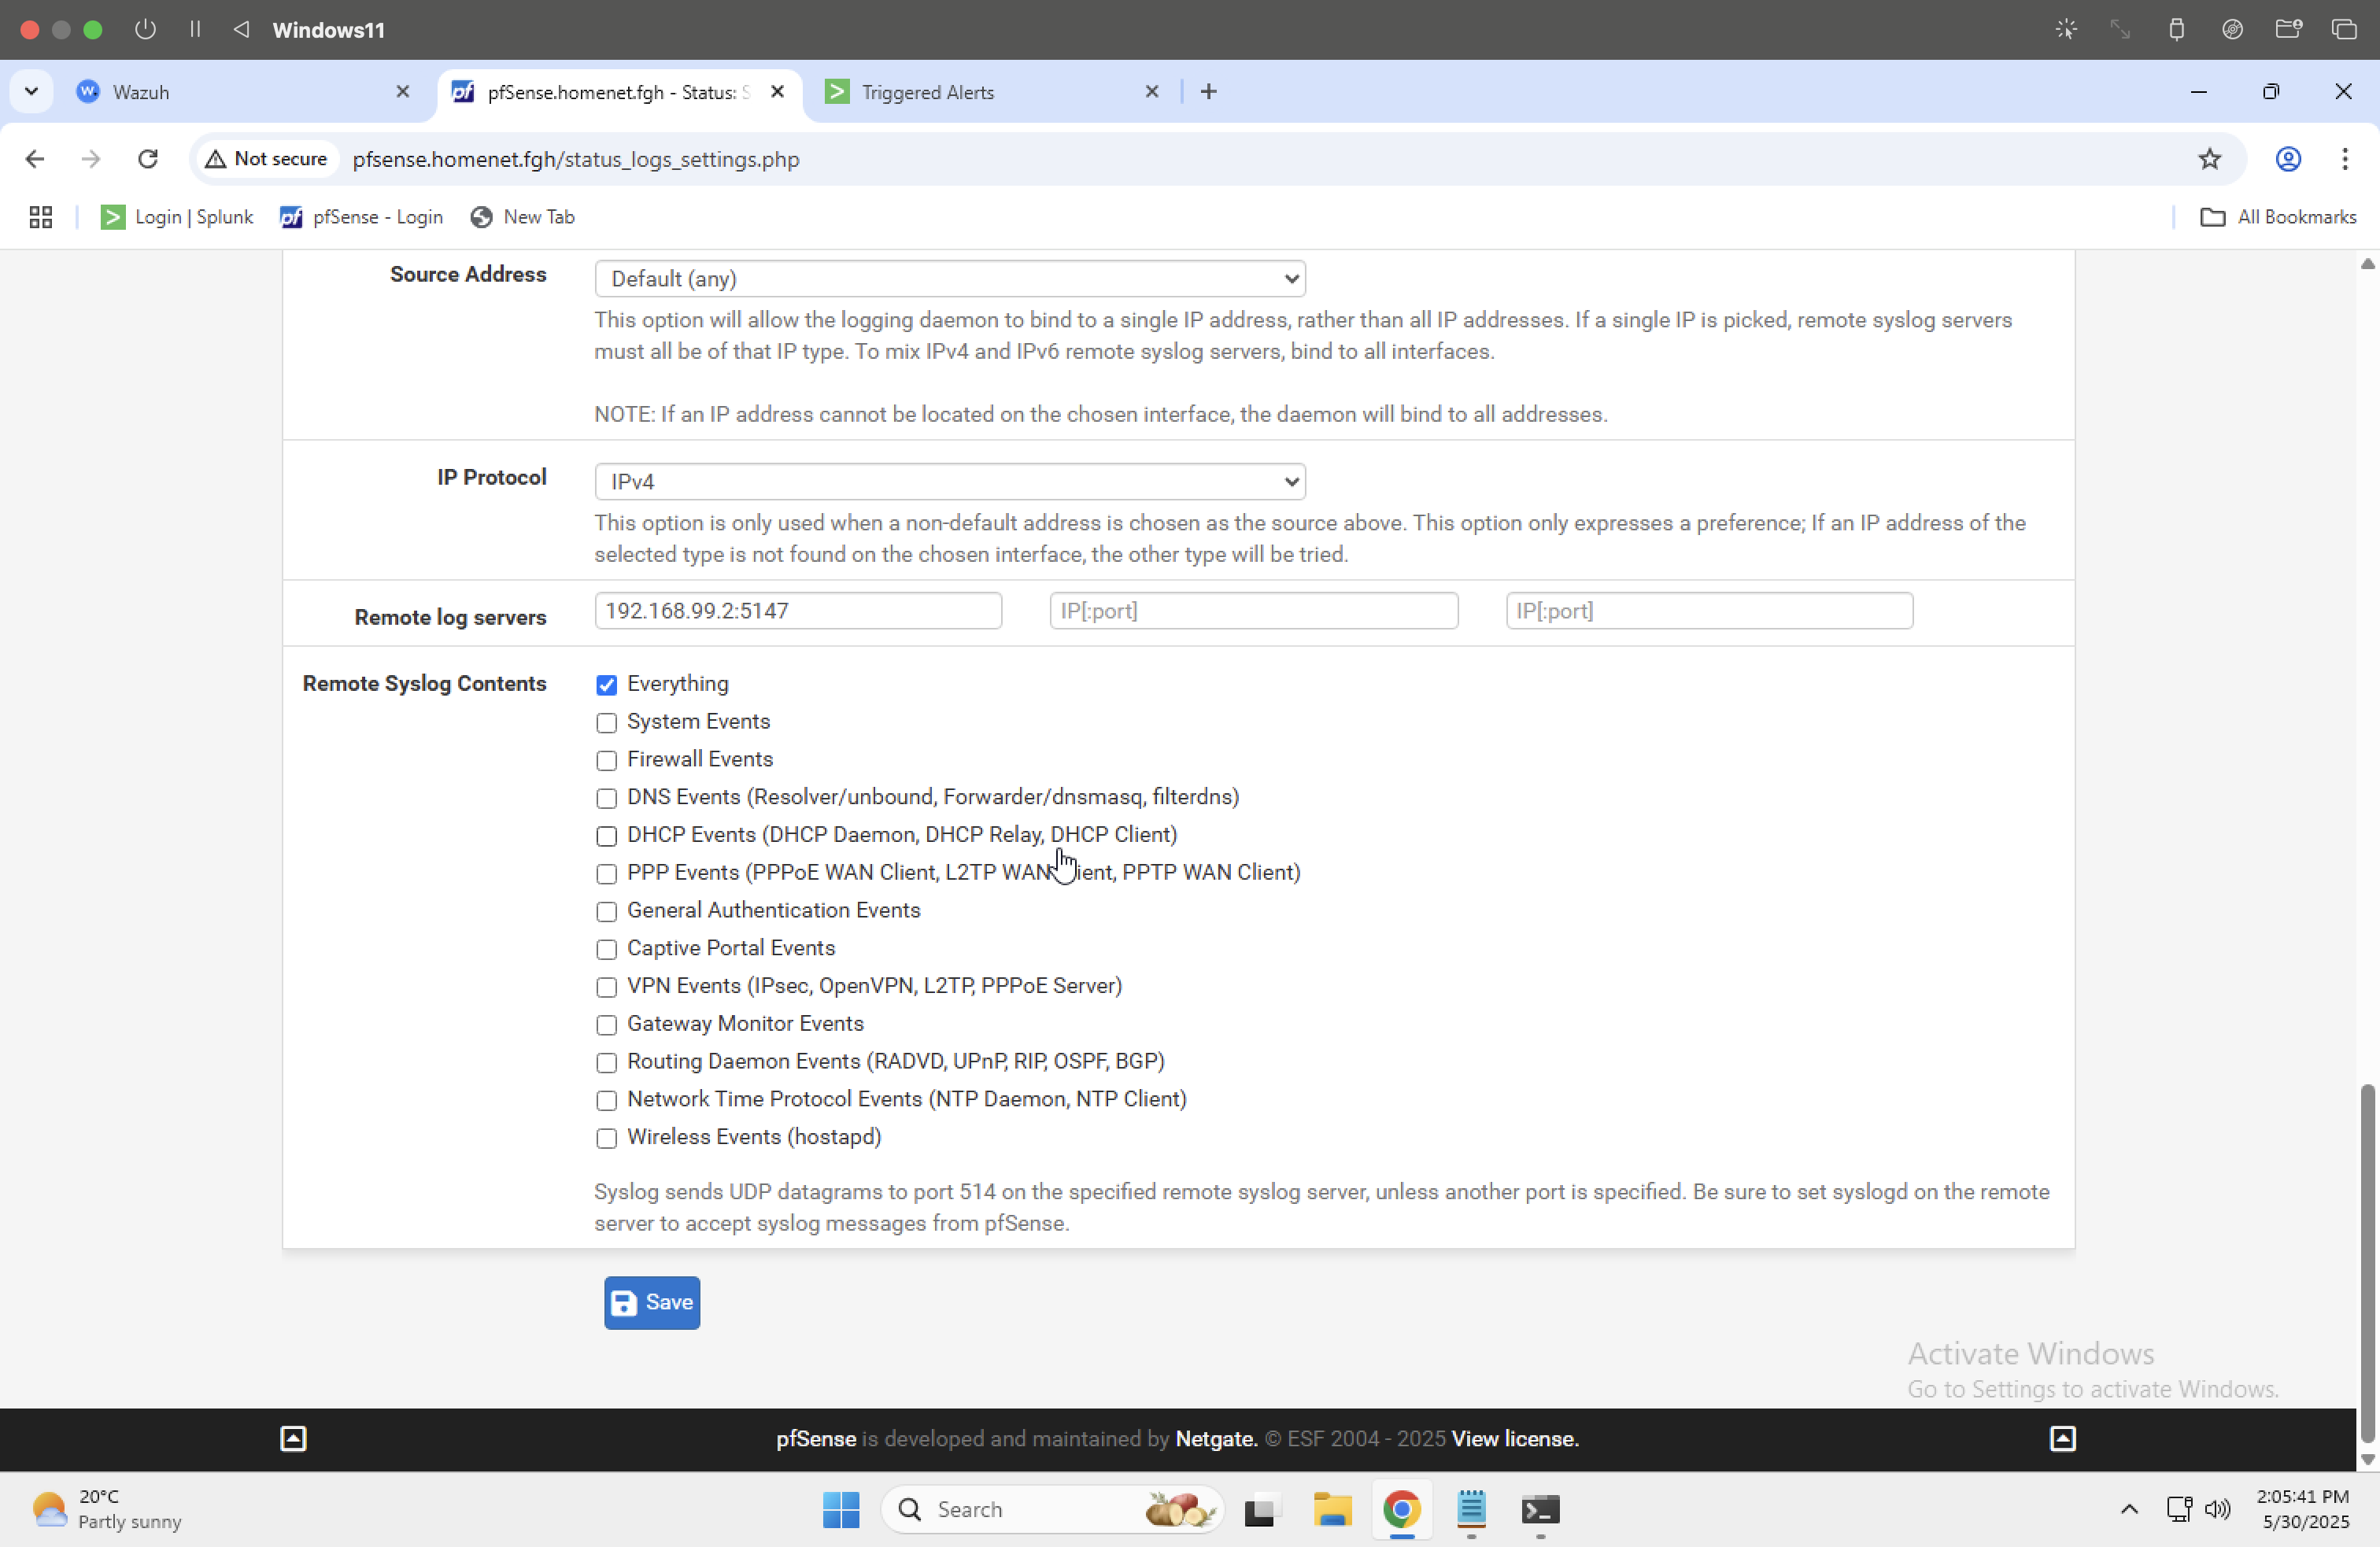 Windows11
Wazuh
pfSense.homenet.fgh - Status: S
Triggered Alerts
Not secure
pfsense.homenet.fgh/status_logs_settings.php
Login | Splunk
pfSense - Login
New Tab
All Bookmarks
Source Address
Default (any)
This option will allow the logging daemon to bind to a single IP address, rather than all IP addresses. If a single IP is picked, remote syslog servers
must all be of that IP type. To mix IPv4 and IPv6 remote syslog servers, bind to all interfaces.
NOTE: If an IP address cannot be located on the chosen interface, the daemon will bind to all addresses.
IP Protocol
IPv4
This option is only used when a non-default address is chosen as the source above. This option only expresses a preference; If an IP address of the
selected type is not found on the chosen interface, the other type will be tried.
Remote log servers
192.168.99.2:5147
IP[:port]
IP[:port]
Remote Syslog Contents
Everything
System Events
Firewall Events
DNS Events (Resolver/unbound, Forwarder/dnsmasq, filterdns)
DHCP Events (DHCP Daemon, DHCP Relay, DHCP Client)
PPP Events (PPPoE WAN Client, L2TP WAN Client, PPTP WAN Client)
General Authentication Events
Captive Portal Events
VPN Events (IPsec, OpenVPN, L2TP, PPPoE Server)
Gateway Monitor Events
Routing Daemon Events (RADVD, UPnP, RIP, OSPF, BGP)
Network Time Protocol Events (NTP Daemon, NTP Client)
Wireless Events (hostapd)
Syslog sends UDP datagrams to port 514 on the specified remote syslog server, unless another port is specified. Be sure to set syslogd on the remote
server to accept syslog messages from pfSense.
Save
Activate Windows
Go to Settings to activate Windows.
pfSense is developed and maintained by Netgate. © ESF 2004 - 2025 View license.
20°C
Partly sunny
Search
2:05:41 PM
5/30/2025